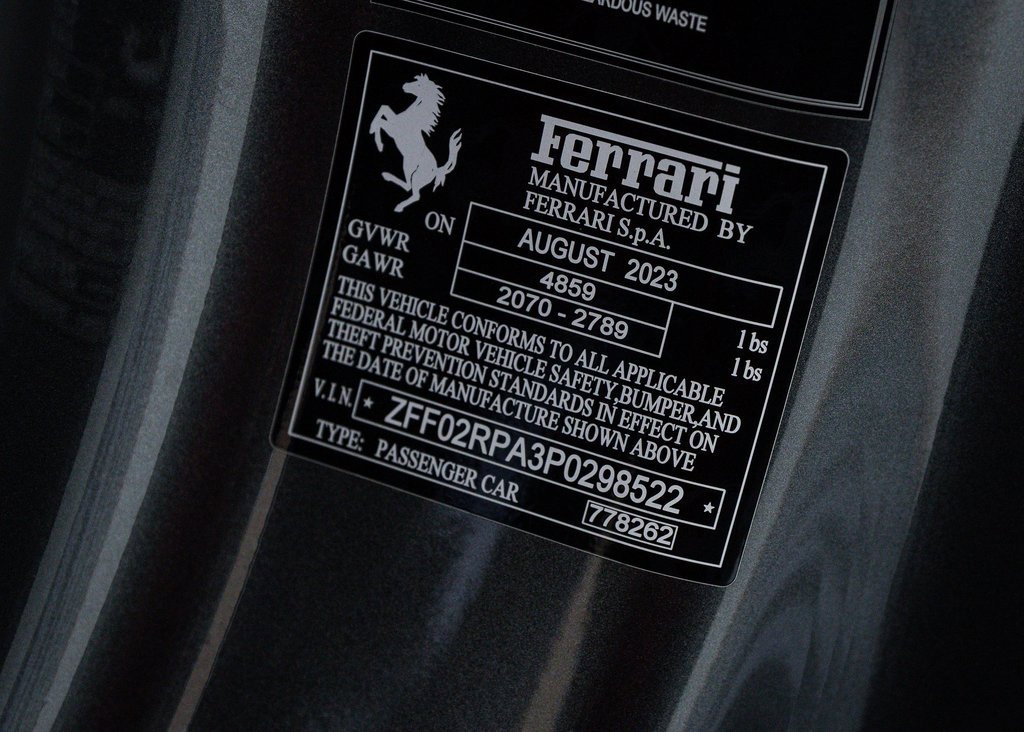 HAZARDOUS WASTE
Ferrari
MANUFACTURED BY
FERRARI S.p.A.
ON AUGUST 2023
GVWR 4859 lbs
GAWR 2070 - 2789 lbs
THIS VEHICLE CONFORMS TO ALL APPLICABLE
FEDERAL MOTOR VEHICLE SAFETY,BUMPER,AND
THEFT PREVENTION STANDARDS IN EFFECT ON
THE DATE OF MANUFACTURE SHOWN ABOVE
V.I.N. * ZFF02RPA3P0298522 *
TYPE: PASSENGER CAR
778262